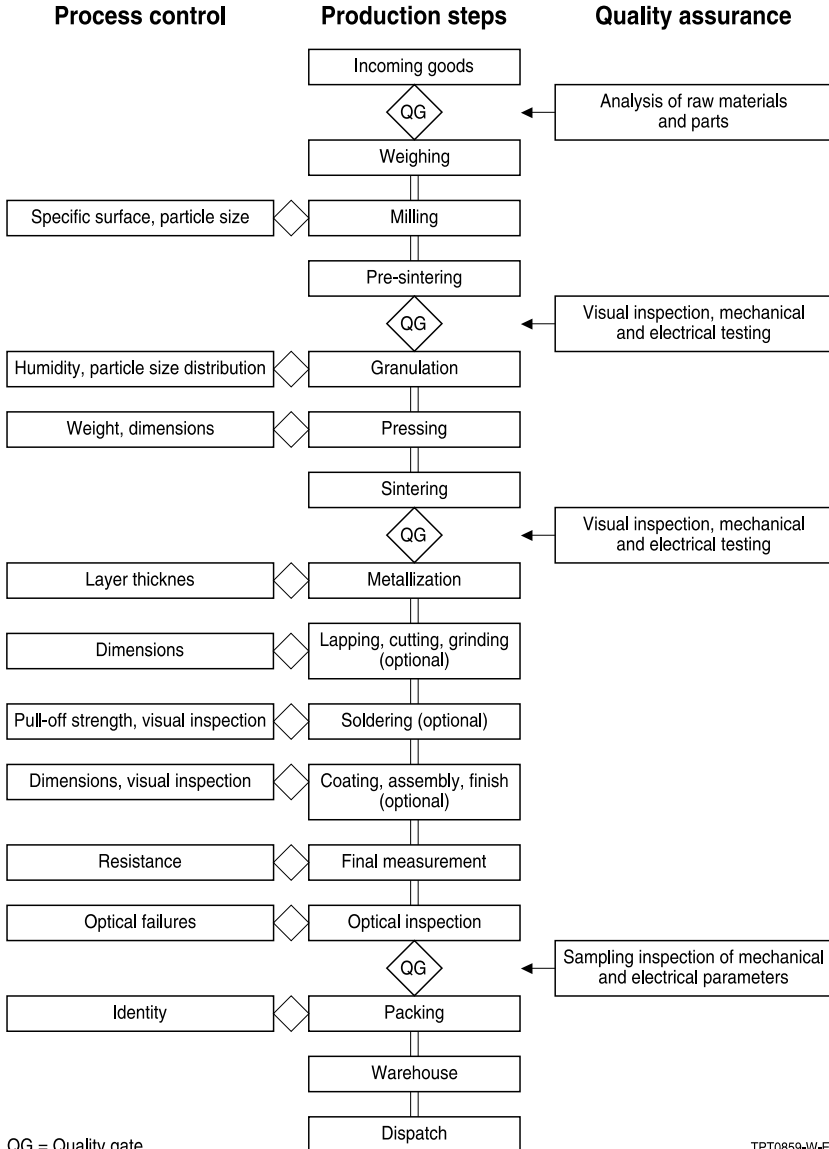 Process control
Production steps
Quality assurance
Incoming goods
QG
Analysis of raw materials
and parts
Weighing
Specific surface, particle size
Milling
Pre-sintering
QG
Visual inspection, mechanical
and electrical testing
Humidity, particle size distribution
Granulation
Weight, dimensions
Pressing
Sintering
QG
Visual inspection, mechanical
and electrical testing
Layer thicknes
Metallization
Dimensions
Lapping, cutting, grinding
(optional)
Pull-off strength, visual inspection
Soldering (optional)
Dimensions, visual inspection
Coating, assembly, finish
(optional)
Resistance
Final measurement
Optical failures
Optical inspection
QG
Sampling inspection of mechanical
and electrical parameters
Identity
Packing
Warehouse
Dispatch
QG = Quality gate
TPT0859-W-E